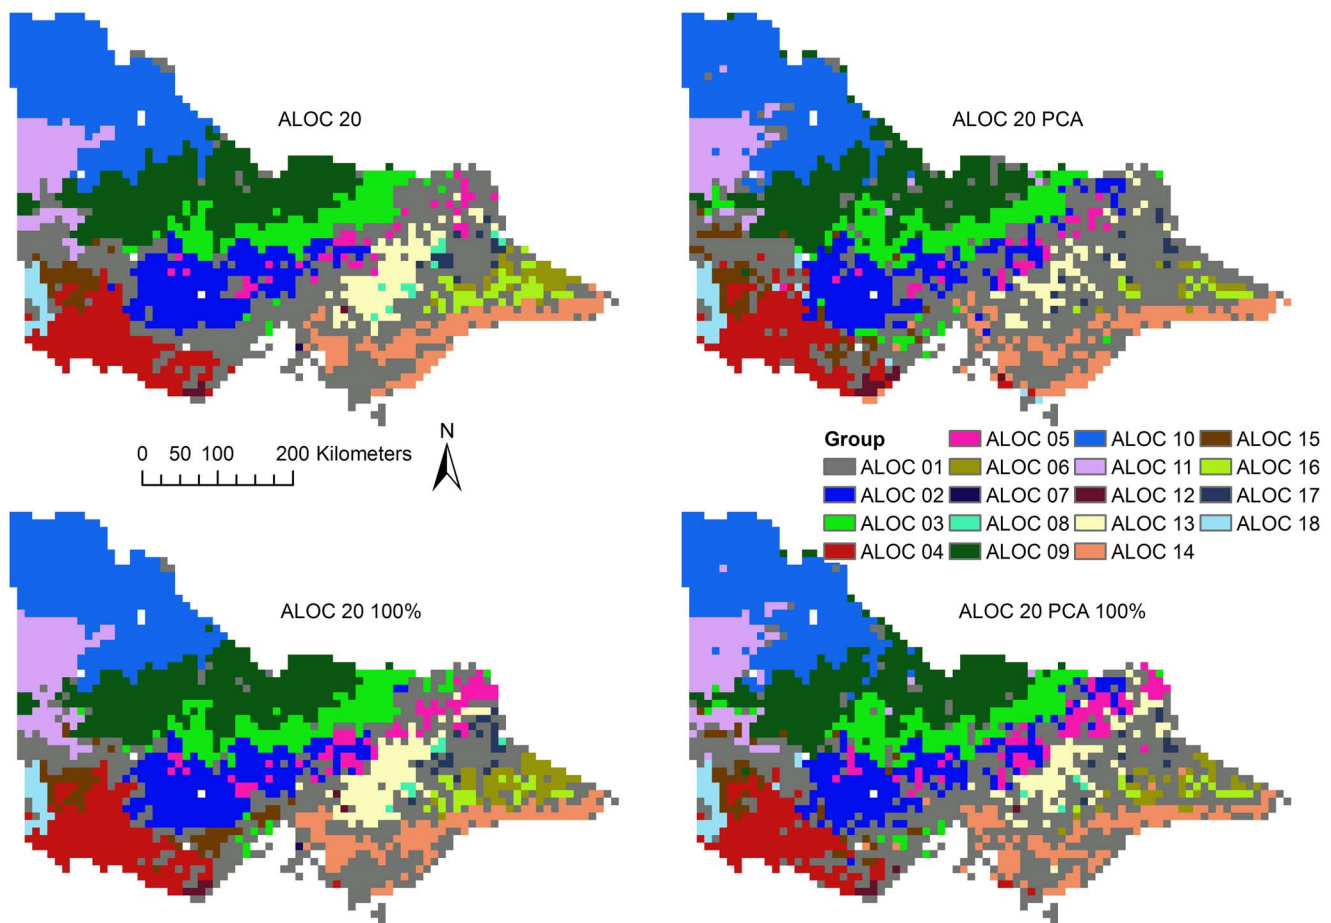 ALOC 20
ALOC 20 PCA
N
0 50 100 200 Kilometers
Group
ALOC 05 ALOC 10 ALOC 15
ALOC 01 ALOC 06 ALOC 11 ALOC 16
ALOC 02 ALOC 07 ALOC 12 ALOC 17
ALOC 03 ALOC 08 ALOC 13 ALOC 18
ALOC 04 ALOC 09 ALOC 14
ALOC 20 100%
ALOC 20 PCA 100%